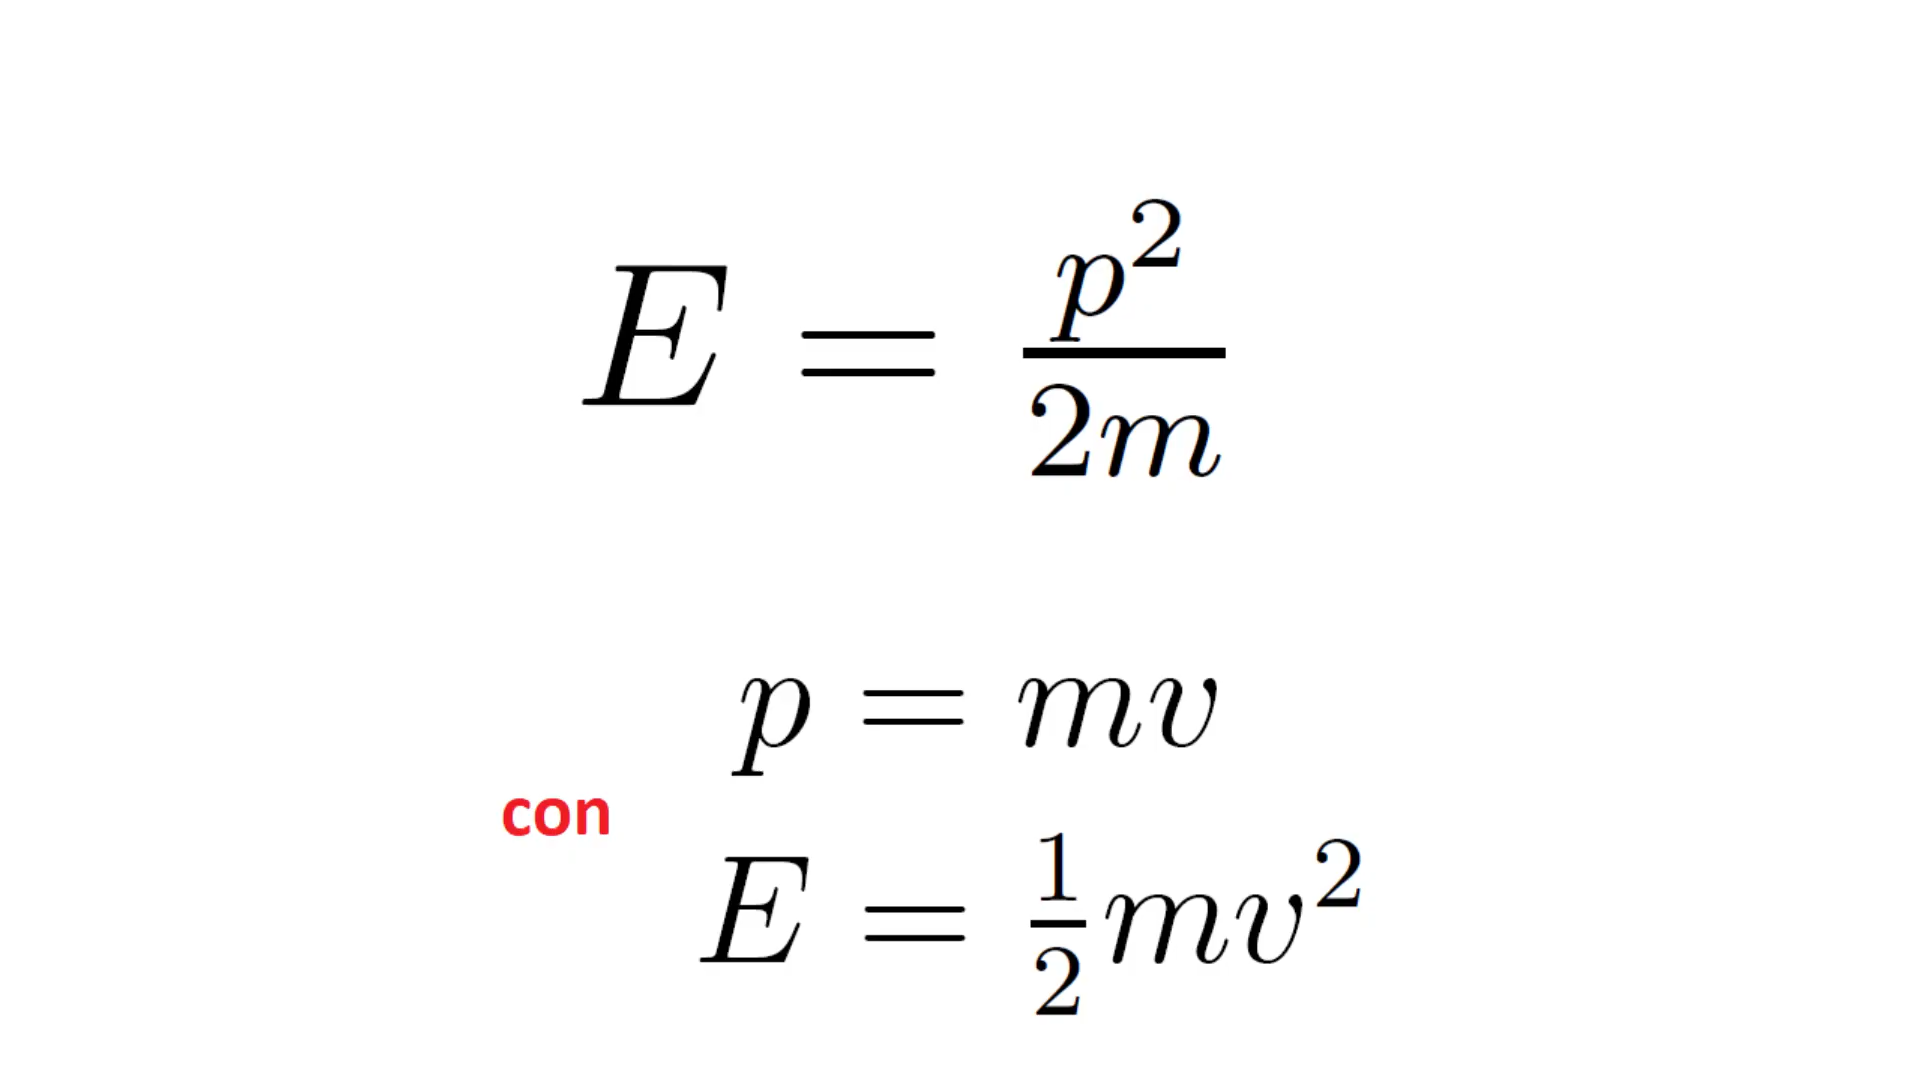 E = p²/2m
p = mv
con
E = ½mv²